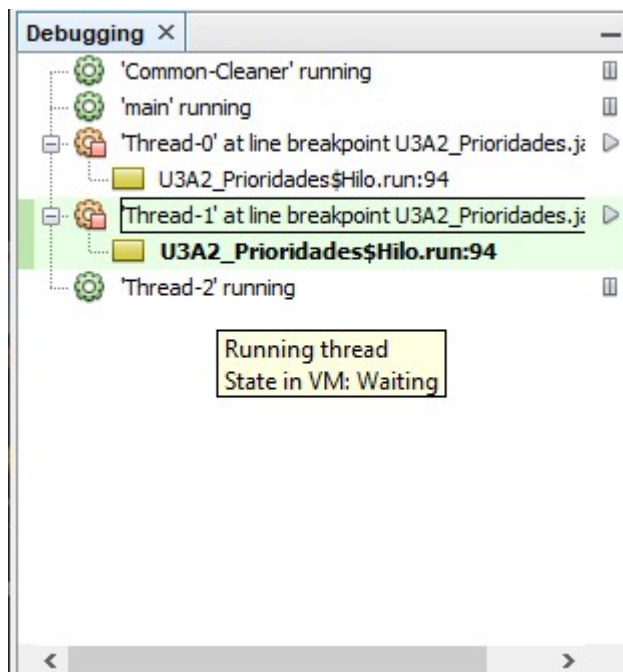 Debugging
'Common-Cleaner' running
'main' running
'Thread-0' at line breakpoint U3A2_Prioridades.ja
U3A2_Prioridades$Hilo.run:94
'Thread-1' at line breakpoint U3A2_Prioridades.ja
U3A2_Prioridades$Hilo.run:94
'Thread-2' running
Running thread
State in VM: Waiting